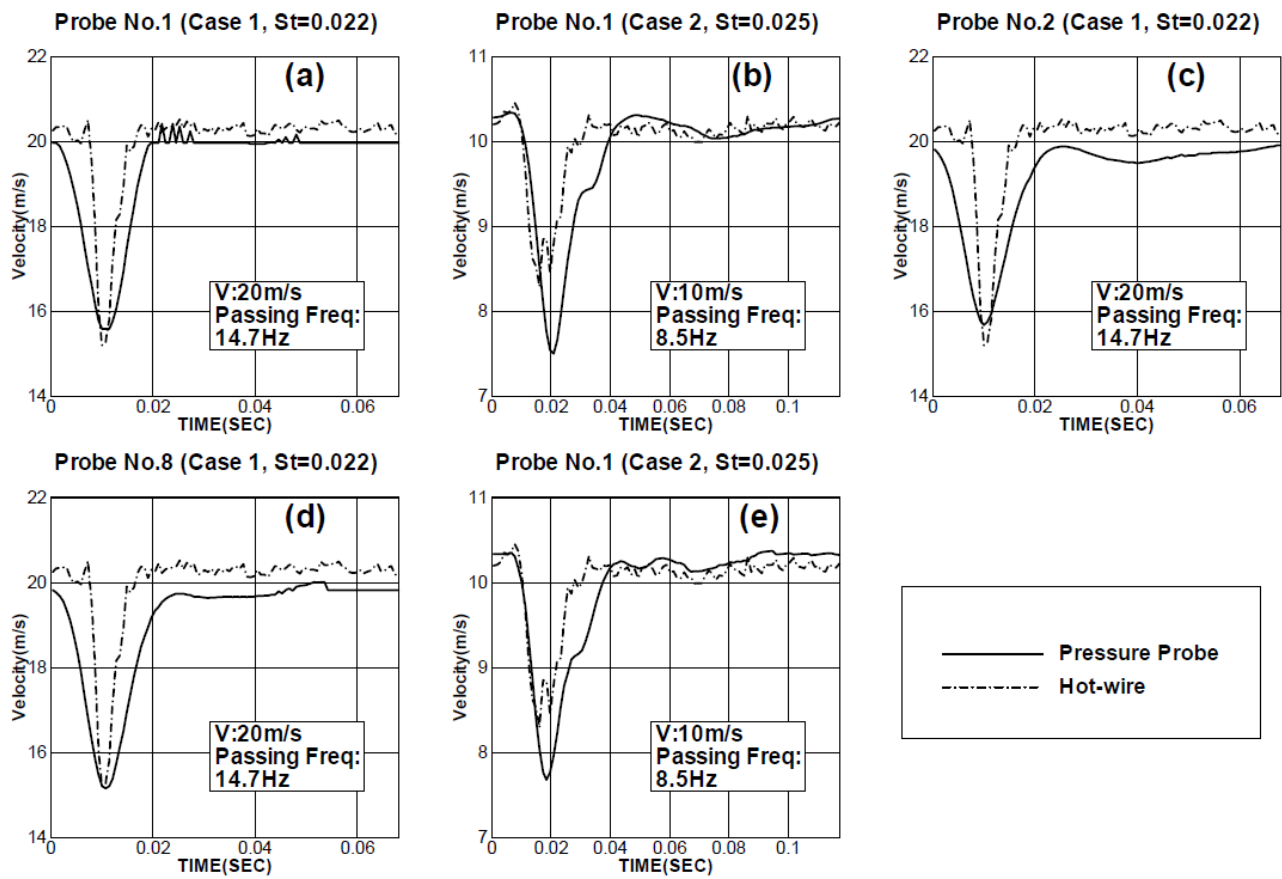 Probe No.1 (Case 1, St=0.022)
22
20
18
16
14
Velocity(m/s)
(a)
V:20m/s
Passing Freq:
14.7Hz
0 0.02 0.04 0.06
TIME(SEC)
Probe No.1 (Case 2, St=0.025)
11
10
9
8
7
Velocity(m/s)
(b)
V:10m/s
Passing Freq:
8.5Hz
0 0.02 0.04 0.06 0.08 0.1
TIME(SEC)
Probe No.2 (Case 1, St=0.022)
22
20
18
16
14
Velocity(m/s)
(c)
V:20m/s
Passing Freq:
14.7Hz
0 0.02 0.04 0.06
TIME(SEC)
Probe No.8 (Case 1, St=0.022)
22
20
18
16
14
Velocity(m/s)
(d)
V:20m/s
Passing Freq:
14.7Hz
0 0.02 0.04 0.06
TIME(SEC)
Probe No.1 (Case 2, St=0.025)
11
10
9
8
7
Velocity(m/s)
(e)
V:10m/s
Passing Freq:
8.5Hz
0 0.02 0.04 0.06 0.08 0.1
TIME(SEC)
Pressure Probe
Hot-wire